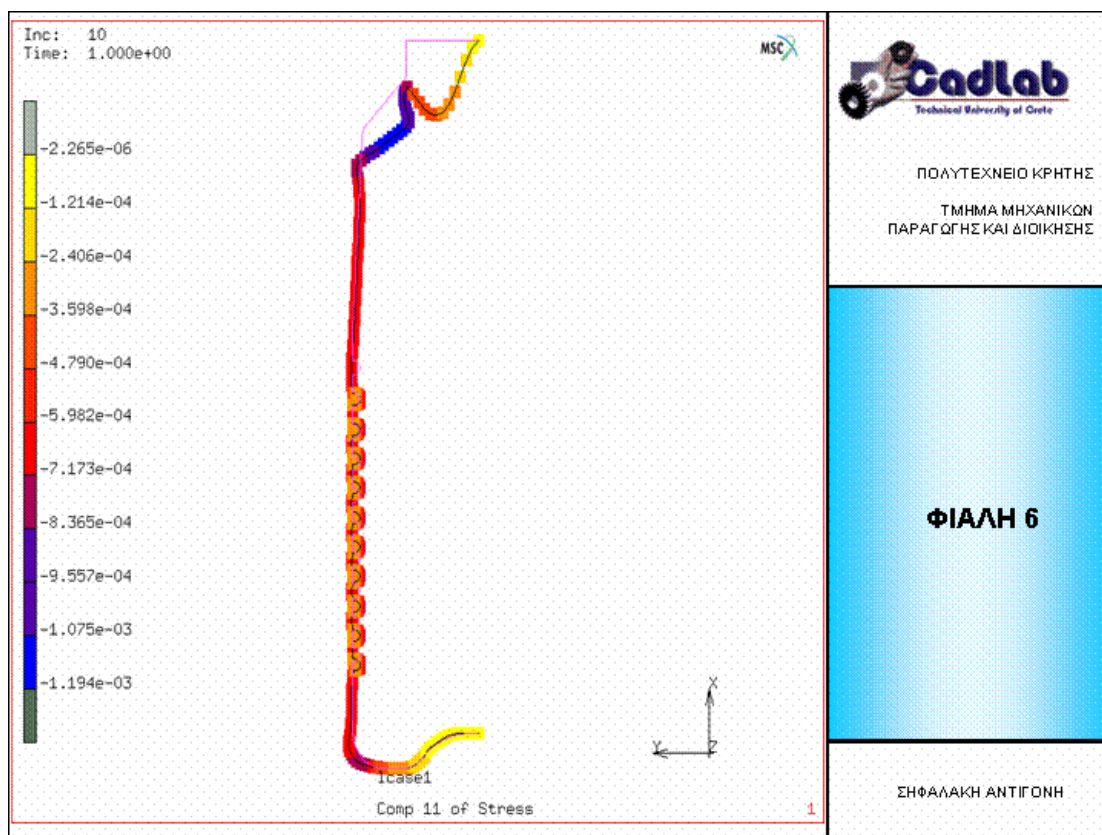 Inc: 10
Time: 1.000e+00
MSC
-2.265e-06
-1.214e-04
-2.406e-04
-3.598e-04
-4.790e-04
-5.982e-04
-7.173e-04
-8.365e-04
-9.557e-04
-1.075e-03
-1.194e-03
X
Y
Z
lcase1
Comp 11 of Stress
1
CadLab
Technical University of Crete
ΠΟΛΥΤΕΧΝΕΙΟ ΚΡΗΤΗΣ
ΤΜΗΜΑ ΜΗΧΑΝΙΚΩΝ
ΠΑΡΑΓΩΓΗΣ ΚΑΙ ΔΙΟΙΚΗΣΗΣ
ΦΙΑΛΗ 6
ΣΗΦΑΛΑΚΗ ΑΝΤΙΓΟΝΗ